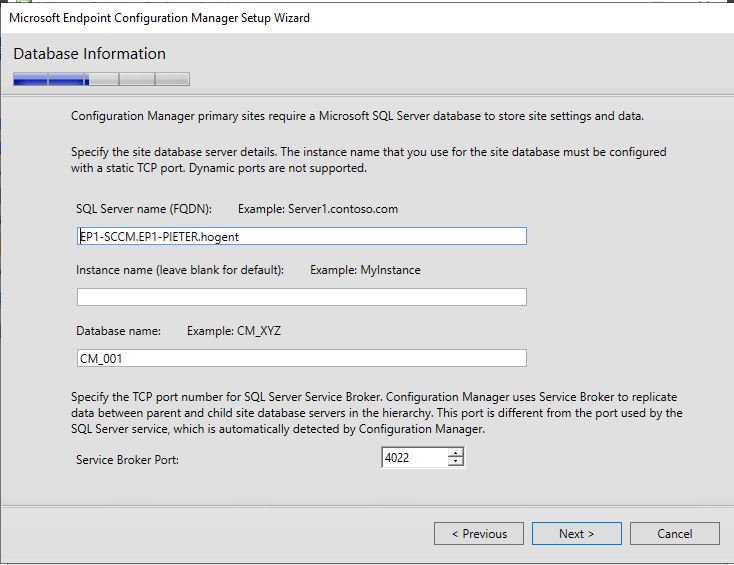 Microsoft Endpoint Configuration Manager Setup Wizard
Database Information
Configuration Manager primary sites require a Microsoft SQL Server database to store site settings and data.
Specify the site database server details. The instance name that you use for the site database must be configured
with a static TCP port. Dynamic ports are not supported.
SQL Server name (FQDN): Example: Server1.contoso.com
EP1-SCCM.EP1-PIETER.hogent
Instance name (leave blank for default): Example: MyInstance
Database name: Example: CM_XYZ
CM_001
Specify the TCP port number for SQL Server Service Broker. Configuration Manager uses Service Broker to replicate
data between parent and child site database servers in the hierarchy. This port is different from the port used by the
SQL Server service, which is automatically detected by Configuration Manager.
Service Broker Port: 4022
< Previous Next > Cancel